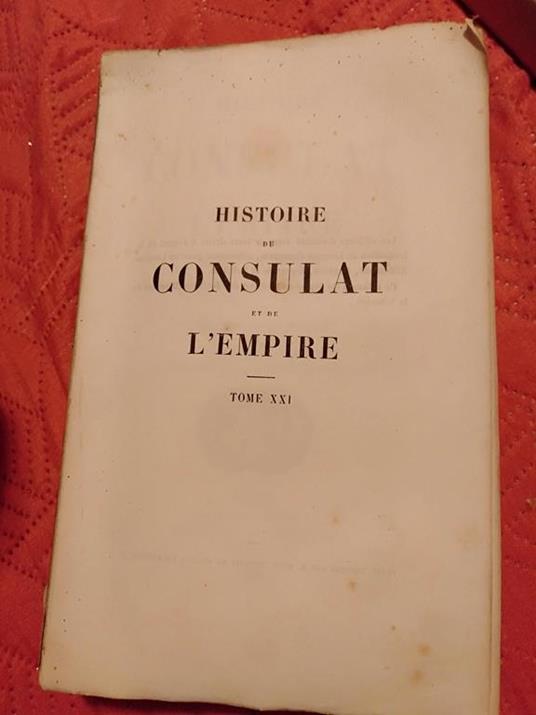 HISTOIRE
DU
CONSULAT
ET DE
L'EMPIRE
TOME XXI